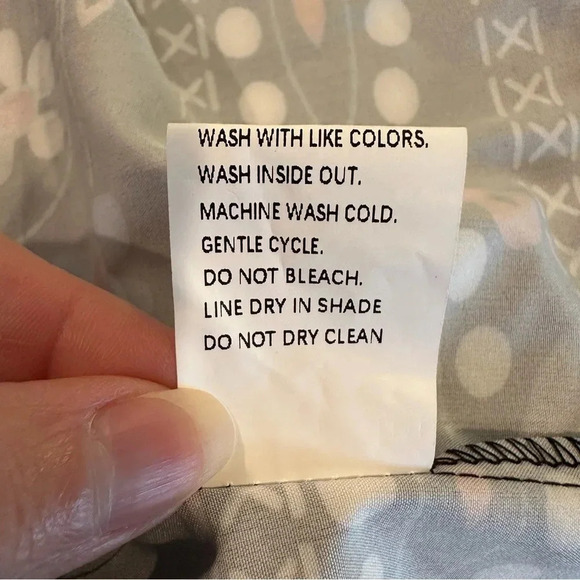 WASH WITH LIKE COLORS.
WASH INSIDE OUT.
MACHINE WASH COLD.
GENTLE CYCLE.
DO NOT BLEACH.
LINE DRY IN SHADE
DO NOT DRY CLEAN